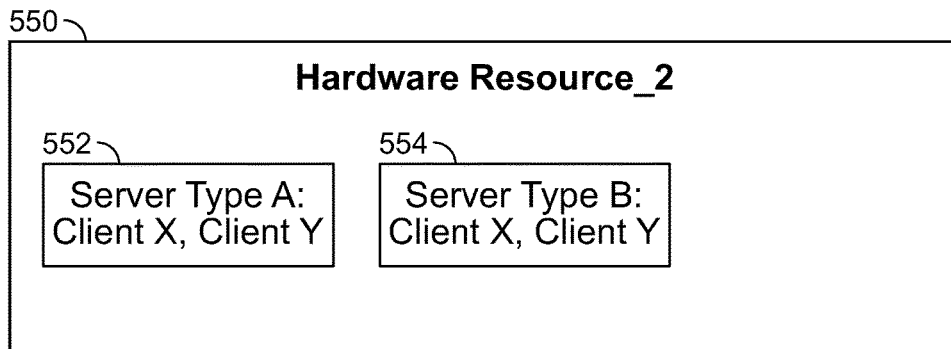 550
Hardware Resource_2
552
554
Server Type A:
Client X, Client Y
Server Type B:
Client X, Client Y